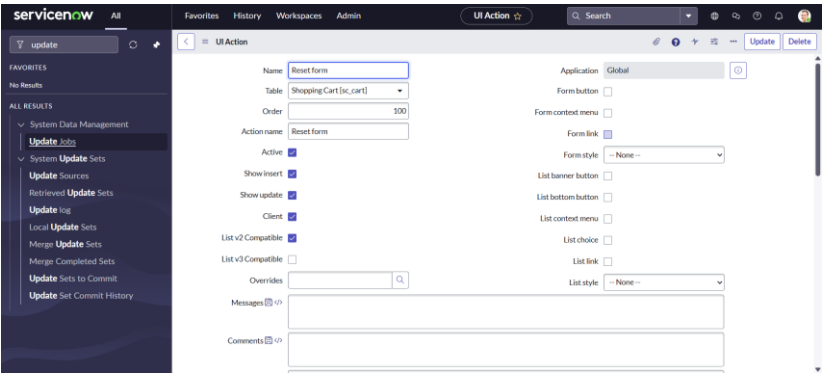 servicenow All Favorites History Workspaces Admin UI Action Search
update
FAVORITES
No Results
ALL RESULTS
System Data Management
Update Jobs
System Update Sets
Update Sources
Retrieved Update Sets
Update log
Local Update Sets
Merge Update Sets
Merge Completed Sets
Update Sets to Commit
Update Set Commit History
UI Action Update Delete
Name Reset form
Table Shopping Cart [sc_cart]
Order 100
Action name Reset form
Active
Show insert
Show update
Client
List v2 Compatible
List v3 Compatible
Overrides
Messages
Comments
Application Global
Form button
Form context menu
Form link
Form style -- None --
List banner button
List bottom button
List context menu
List choice
List link
List style -- None --